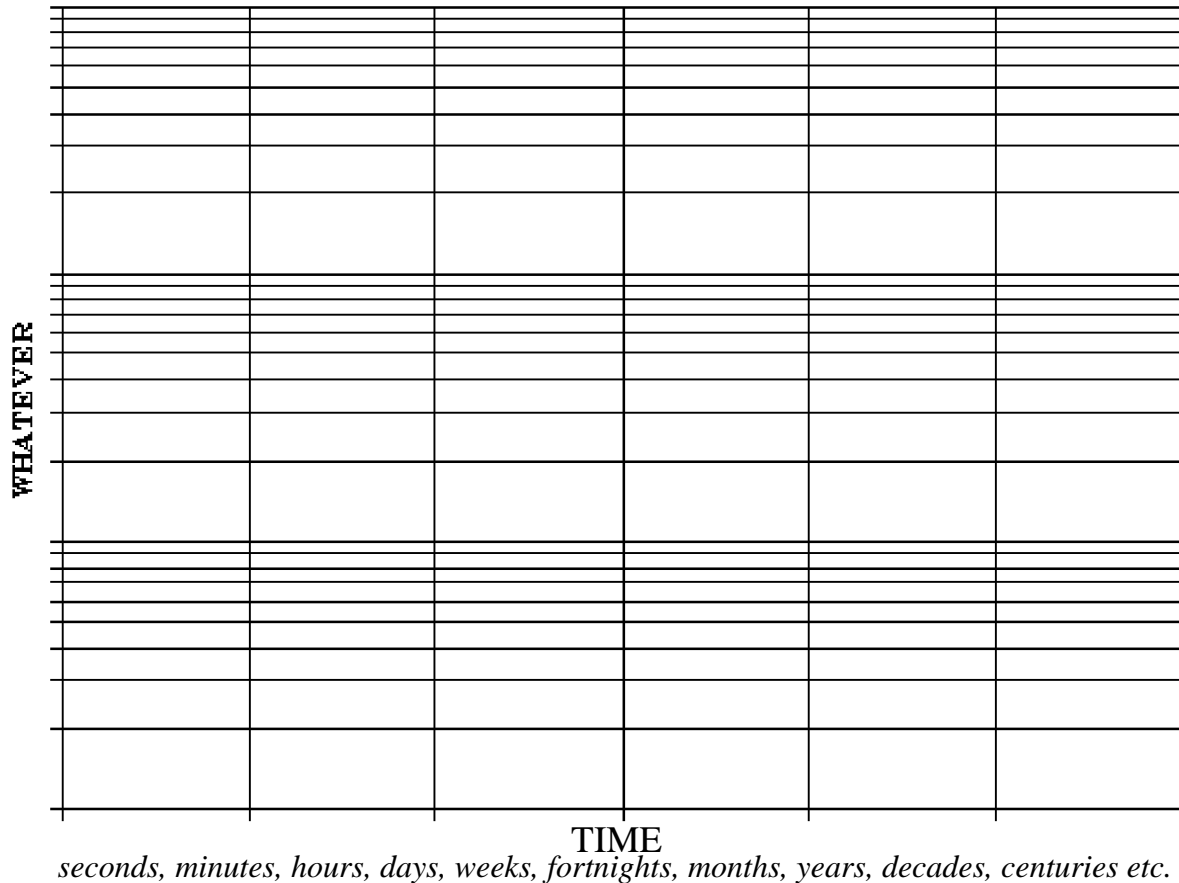 WHATEVER
TIME
seconds, minutes, hours, days, weeks, fortnights, months, years, decades, centuries etc.